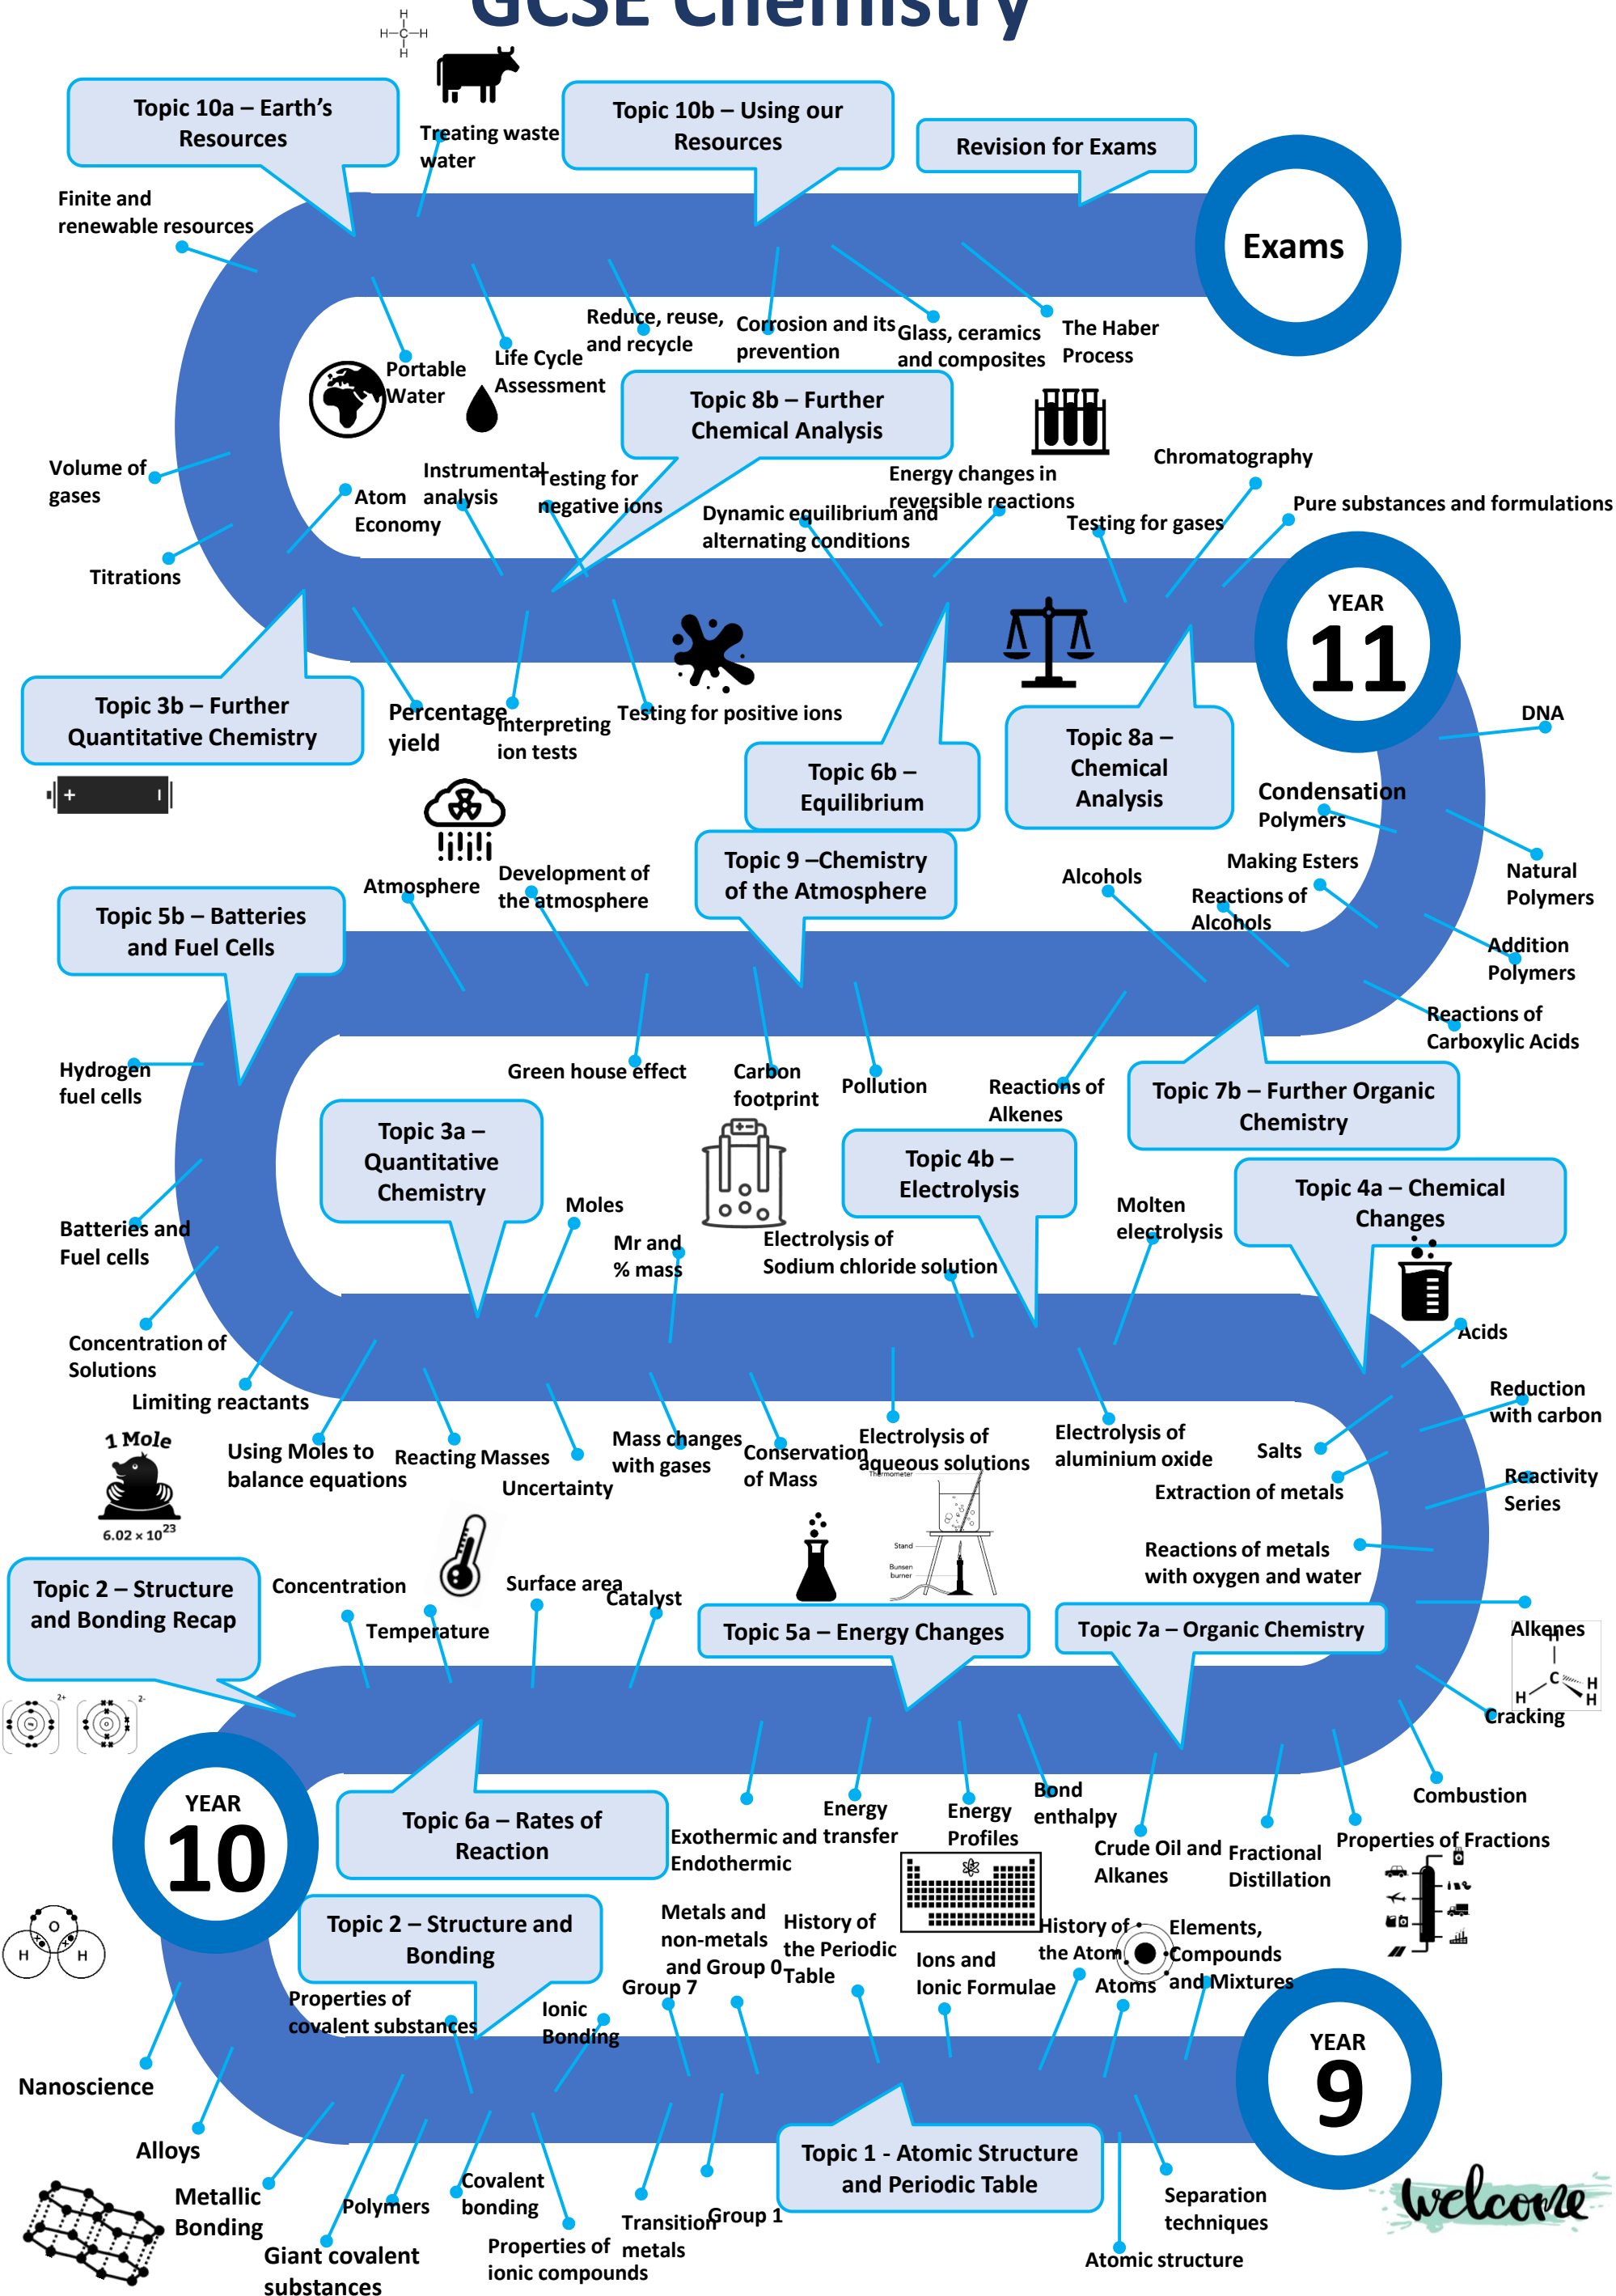 GCSE Chemistry
H
H-C-H
H
Topic 10a – Earth's
Resources
Treating waste
water
Topic 10b – Using our
Resources
Revision for Exams
Finite and
renewable resources
Exams
Portable
Water
Life Cycle
Assessment
Reduce, reuse,
and recycle
Corrosion and its
prevention
Glass, ceramics
and composites
The Haber
Process
Topic 8b – Further
Chemical Analysis
Volume of
gases
Atom
Economy
Instrumental
analysis
Testing for
negative ions
Dynamic equilibrium and
alternating conditions
Energy changes in
reversible reactions
Testing for gases
Chromatography
Pure substances and formulations
Titrations
YEAR
11
Topic 3b – Further
Quantitative Chemistry
Percentage
yield
Interpreting
ion tests
Testing for positive ions
Topic 6b –
Equilibrium
Topic 8a –
Chemical
Analysis
DNA
Condensation
Polymers
Natural
Polymers
Making Esters
Reactions of
Alcohols
Alcohols
Addition
Polymers
Reactions of
Carboxylic Acids
Topic 9 –Chemistry
of the Atmosphere
Development of
the atmosphere
Atmosphere
Topic 5b – Batteries
and Fuel Cells
Hydrogen
fuel cells
Green house effect
Carbon
footprint
Pollution
Reactions of
Alkenes
Topic 7b – Further Organic
Chemistry
Topic 3a –
Quantitative
Chemistry
Moles
Mr and
% mass
Electrolysis of
Sodium chloride solution
Topic 4b –
Electrolysis
Molten
electrolysis
Topic 4a – Chemical
Changes
Batteries and
Fuel cells
Concentration of
Solutions
Limiting reactants
Using Moles to
balance equations
Reacting Masses
Uncertainty
Mass changes
with gases
Conservation
of Mass
Electrolysis of
aqueous solutions
Electrolysis of
aluminium oxide
Acids
Reduction
with carbon
Salts
Extraction of metals
Reactivity
Series
Reactions of metals
with oxygen and water
1 Mole
6.02 × 10²³
Thermometer
Stand
Bunsen
burner
Topic 2 – Structure
and Bonding Recap
Concentration
Temperature
Surface area
Catalyst
Topic 5a – Energy Changes
Topic 7a – Organic Chemistry
Alkenes
H
C
H
H
H
Cracking
2+
2-
YEAR
10
Topic 6a – Rates of
Reaction
Exothermic and
Endothermic
Energy
transfer
Energy
Profiles
Bond
enthalpy
Crude Oil and
Alkanes
Fractional
Distillation
Properties of Fractions
Combustion
O
H
H
Topic 2 – Structure and
Bonding
Properties of
covalent substances
Ionic
Bonding
Group 7
Metals and
non-metals
and Group 0
History of
the Periodic
Table
Ions and
Ionic Formulae
History of
the Atom
Atoms
Elements,
Compounds
and Mixtures
YEAR
9
Nanoscience
Alloys
Metallic
Bonding
Giant covalent
substances
Polymers
Covalent
bonding
Properties of
ionic compounds
Transition
metals
Group 1
Topic 1 - Atomic Structure
and Periodic Table
Separation
techniques
Atomic structure
welcome